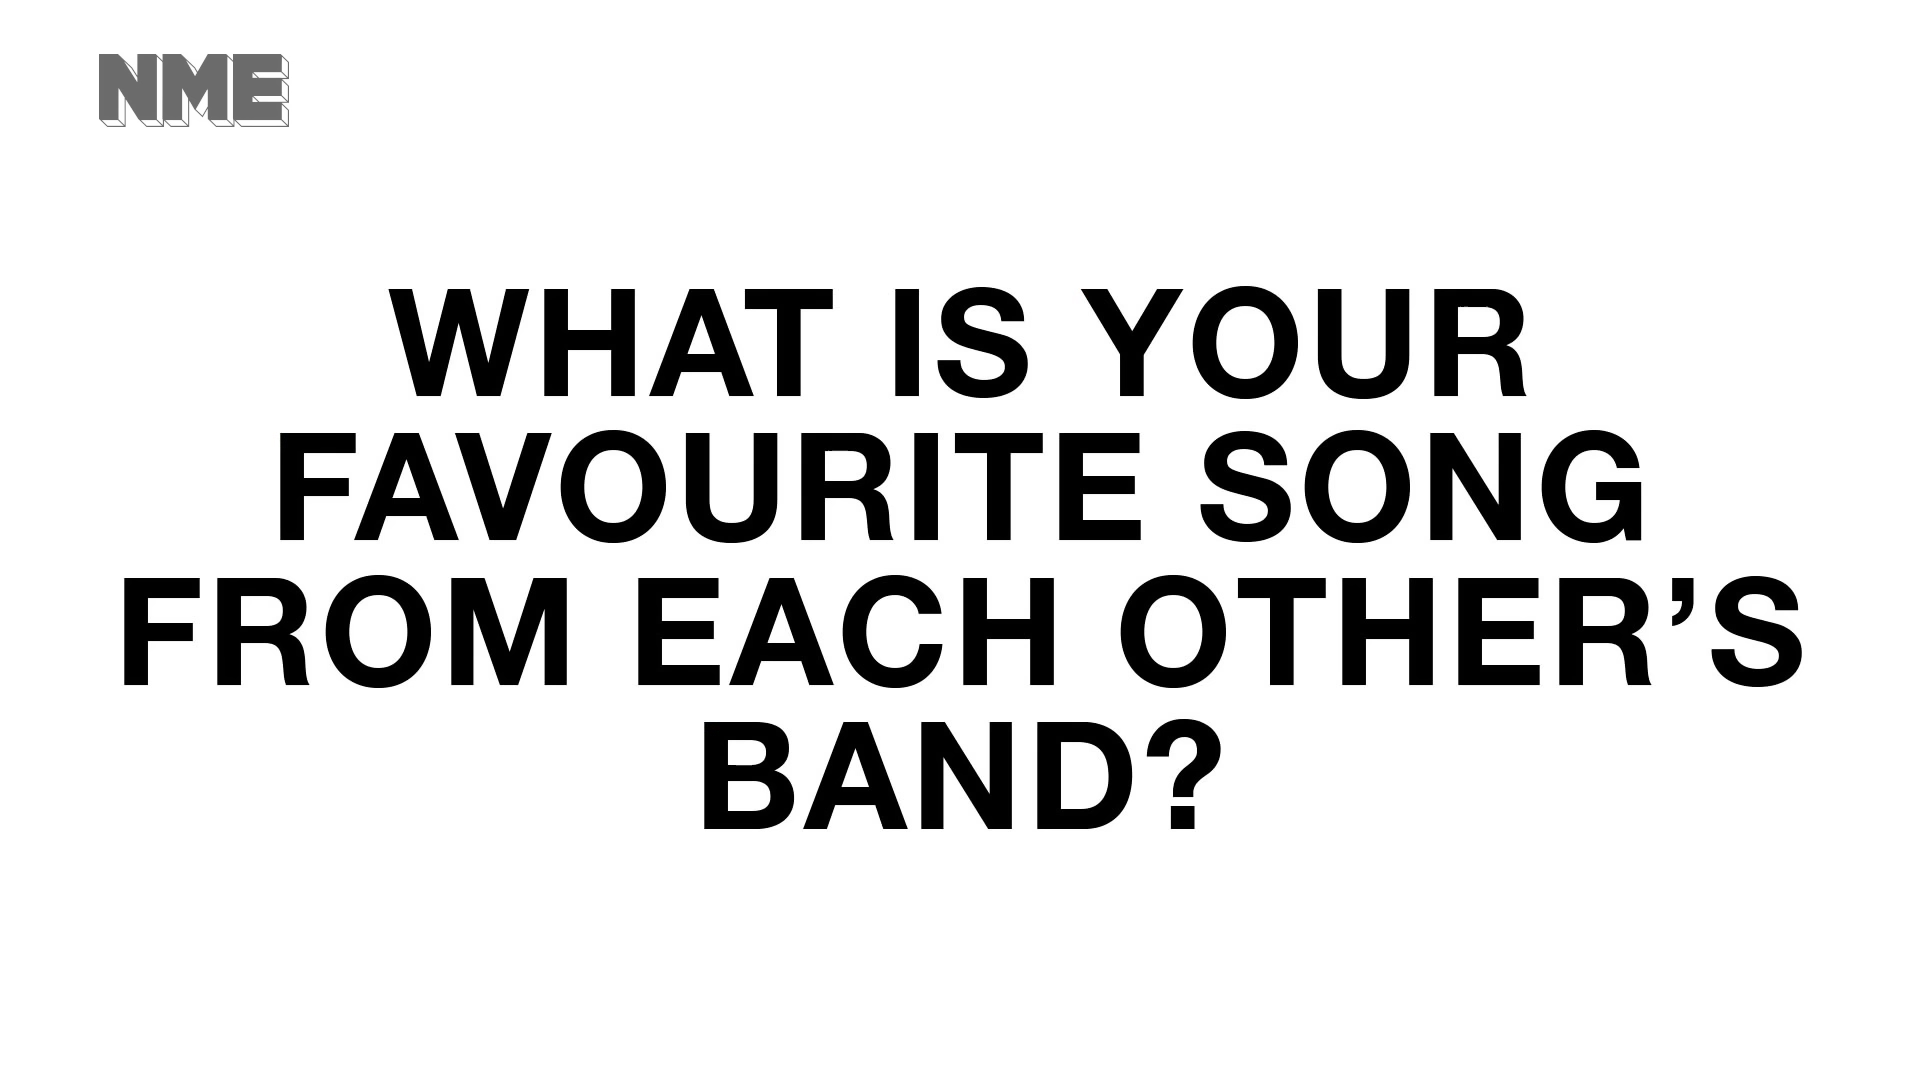 NME
WHAT IS YOUR
FAVOURITE SONG
FROM EACH OTHER’S
BAND?